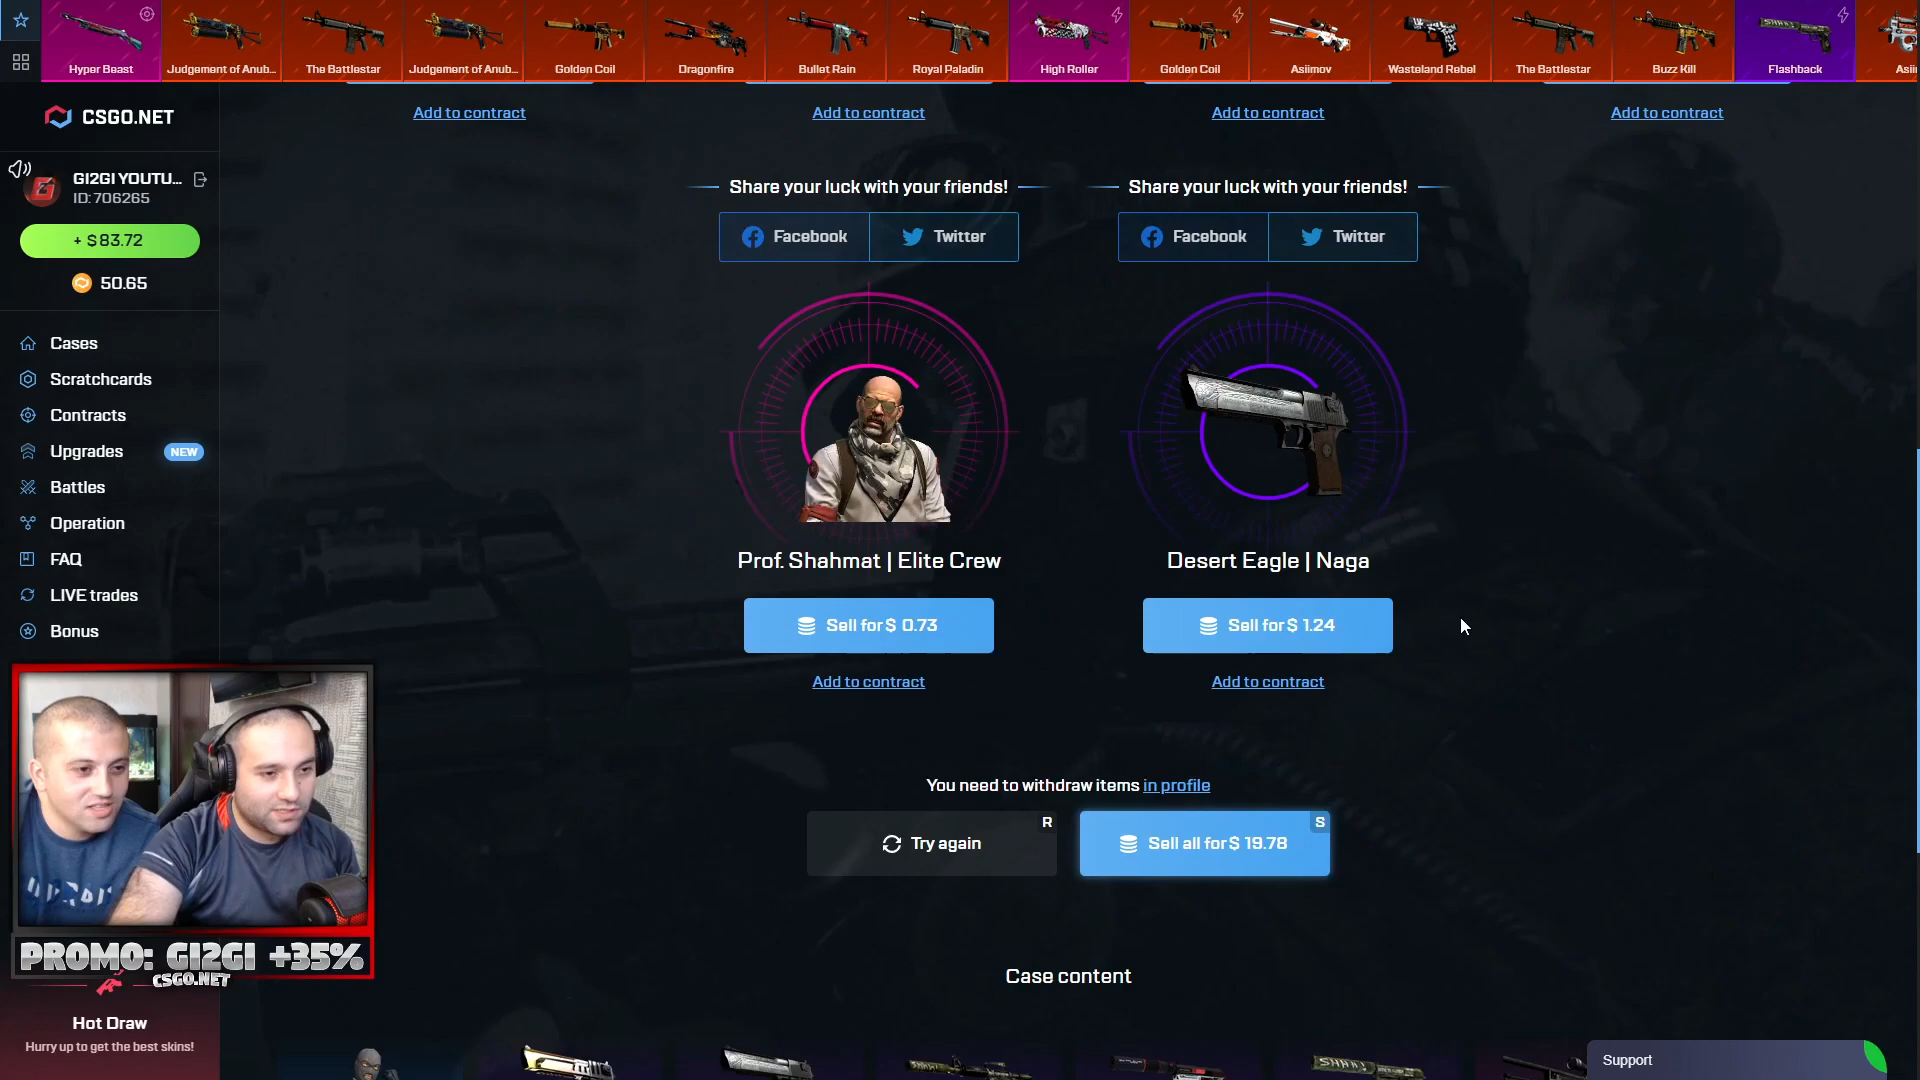 Hyper Beast
Judgement of Anub...
The Battlestar
Judgement of Anub...
Golden Coil
Dragonfire
Bullet Rain
Royal Paladin
High Roller
Golden Coil
Asiimov
Wasteland Rebel
The Battlestar
Buzz Kill
Flashback
Asii
CSGO.NET
GI2GI YOUTU...
ID: 706265
+ $ 83.72
50.65
Cases
Scratchcards
Contracts
Upgrades NEW
Battles
Operation
FAQ
LIVE trades
Bonus
PROMO: GI2GI +35%
CSGO.NET
Hot Draw
Hurry up to get the best skins!
Add to contract
Add to contract
Add to contract
Add to contract
Share your luck with your friends!
Share your luck with your friends!
Facebook Twitter
Facebook Twitter
Prof. Shahmat | Elite Crew
Desert Eagle | Naga
Sell for $ 0.73
Sell for $ 1.24
Add to contract
Add to contract
You need to withdraw items in profile
Try again R
Sell all for $ 19.78 S
Case content
Support